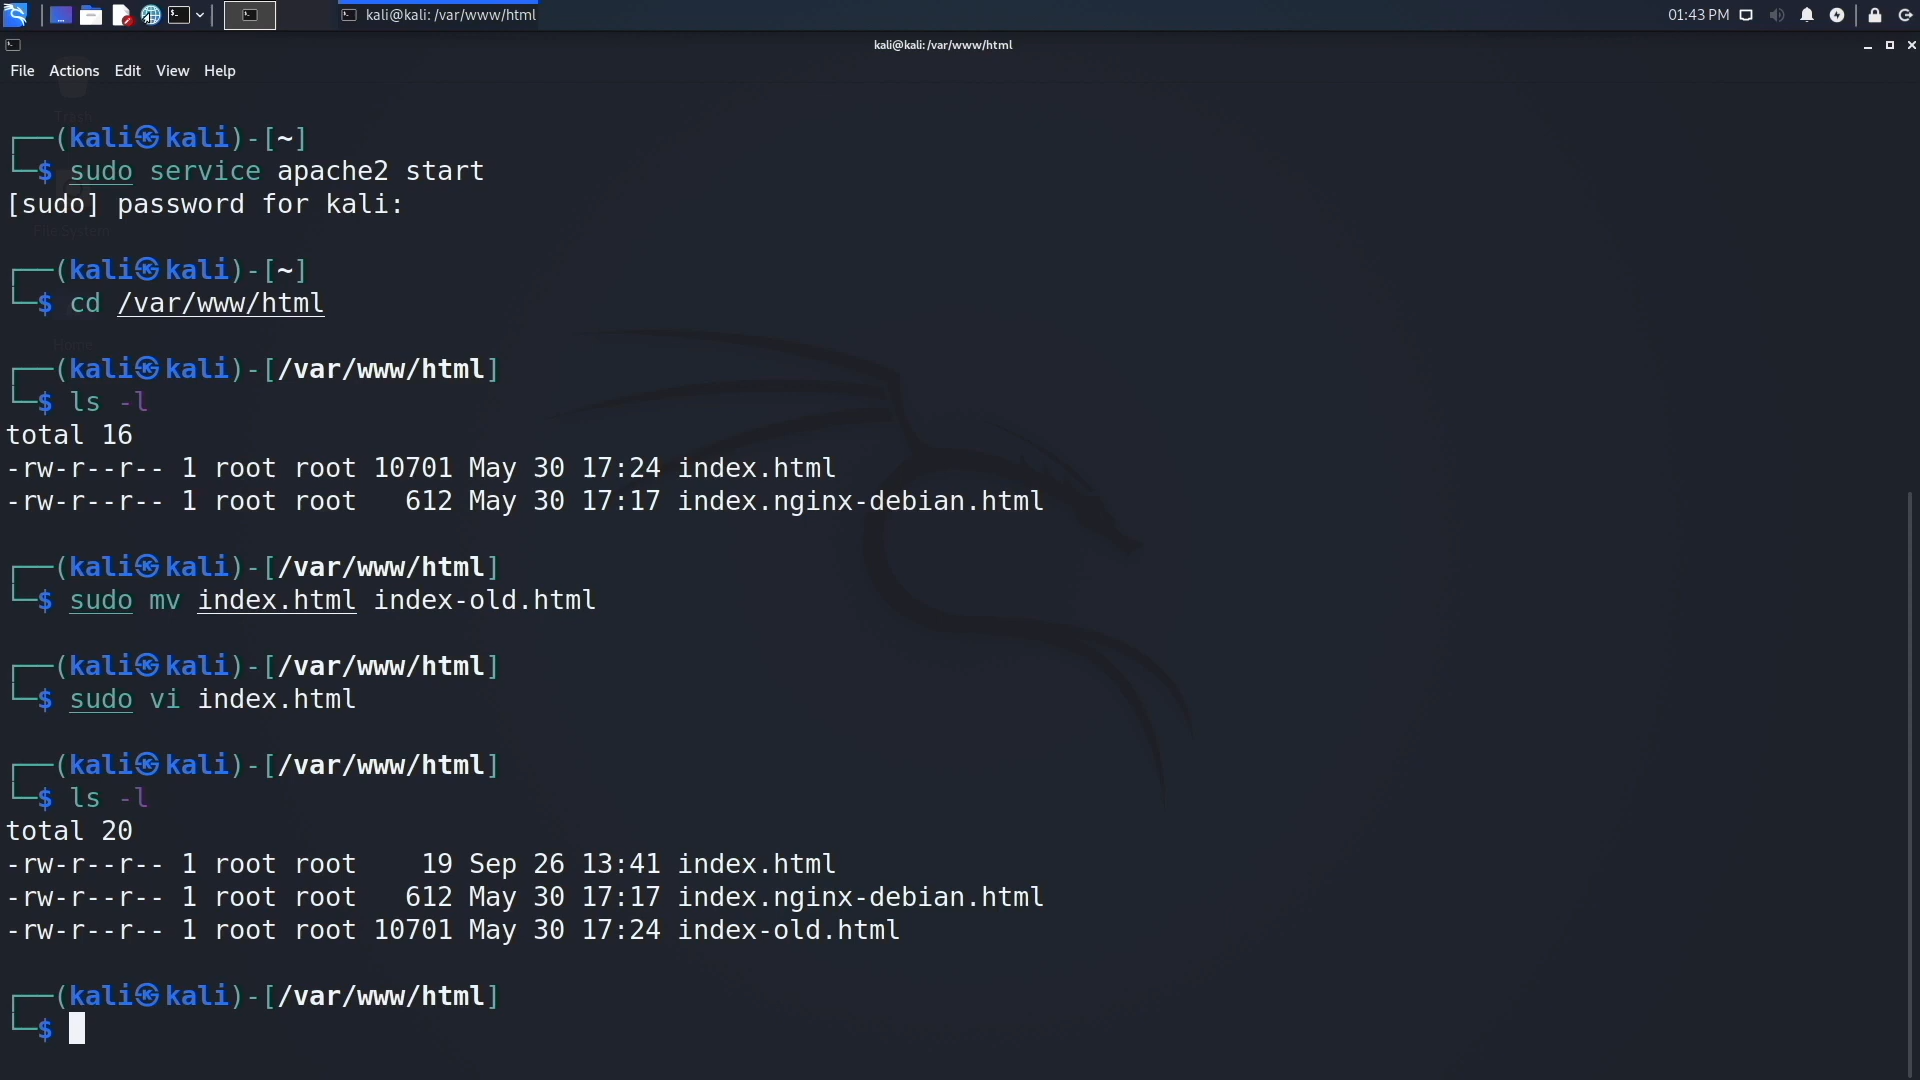 kali@kali: /var/www/html
01:43 PM
kali@kali: /var/www/html
File Actions Edit View Help
Trash
┌──(kali㉿kali)-[~]
└─$ sudo service apache2 start
[sudo] password for kali:
File System
┌──(kali㉿kali)-[~]
└─$ cd /var/www/html
Home
┌──(kali㉿kali)-[/var/www/html]
└─$ ls -l
total 16
-rw-r--r-- 1 root root 10701 May 30 17:24 index.html
-rw-r--r-- 1 root root   612 May 30 17:17 index.nginx-debian.html
┌──(kali㉿kali)-[/var/www/html]
└─$ sudo mv index.html index-old.html
┌──(kali㉿kali)-[/var/www/html]
└─$ sudo vi index.html
┌──(kali㉿kali)-[/var/www/html]
└─$ ls -l
total 20
-rw-r--r-- 1 root root    19 Sep 26 13:41 index.html
-rw-r--r-- 1 root root   612 May 30 17:17 index.nginx-debian.html
-rw-r--r-- 1 root root 10701 May 30 17:24 index-old.html
┌──(kali㉿kali)-[/var/www/html]
└─$